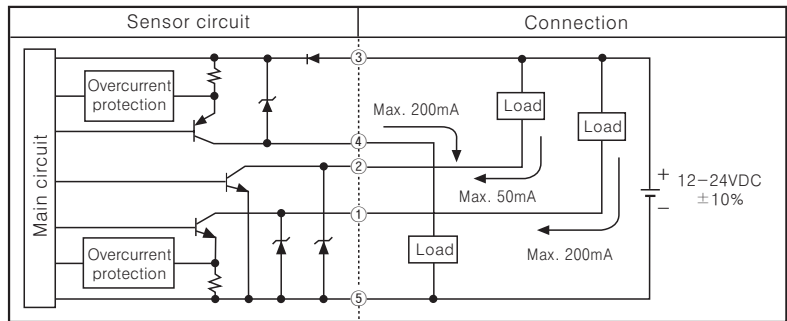 Sensor circuit
Connection
Main circuit
Overcurrent
protection
Overcurrent
protection
③
④
②
①
⑤
Max. 200mA
Load
Load
Max. 50mA
Load
Max. 200mA
+
12−24VDC
−
±10%